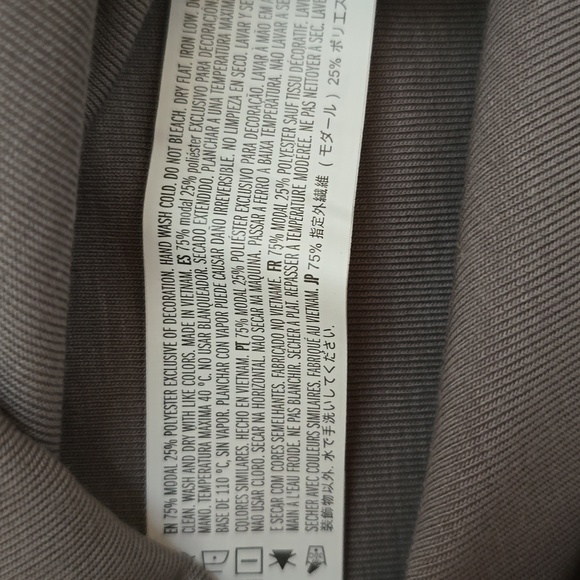 EN 75% MODAL 25% POLYESTER EXCLUSIVE OF DECORATION. HAND WASH COLD. DO NOT BLEACH. DRY FLAT. IRON LOW. DO
CLEAN. WASH AND DRY WITH LIKE COLORS. MADE IN VIETNAM. ES 75% modal 25% poliéster EXCLUSIVO PARA DECORACIÓN.
MANO. TEMPERATURA MAXIMA 40 °C. NO USAR BLANQUEADOR. SECADO EXTENDIDO. PLANCHAR A UNA TEMPERATURA MAXIMA
BASE DE 110 °C, SIN VAPOR. PLANCHAR CON VAPOR PUEDE CAUSAR DAÑO IRREVERSIBLE. NO LIMPIEZA EN SECO. LAVAR Y SE
COLORES SIMILARES. HECHO EN VIETNAM. PT 75% MODAL 25% POLIÉSTER EXCLUSIVO PARA DECORAÇÃO. LAVAR À MÃO EM
NÃO USAR CLORO. SECAR NA HORIZONTAL. NÃO SECAR NA MÁQUINA. PASSAR A FERRO A BAIXA TEMPERATURA. NÃO LAVAR A SE
E SECAR COM CORES SEMELHANTES. FABRICADO NO VIETNAME. FR 75% MODAL 25% POLYESTER SAUF TISSU DÉCORATIF. LAV
MAIN A L'EAU FROIDE. NE PAS BLANCHIR. SÉCHER À PLAT. REPASSER À TEMPÉRATURE MODÉRÉE. NE PAS NETTOYER A SEC. LAVE
SÉCHER AVEC COULEURS SIMILAIRES. FABRIQUÉ AU VIETNAM. JP 75% 指定外繊維 ( モダール ) 25% ポリエス
装飾物以外. 水で手洗いしてください.